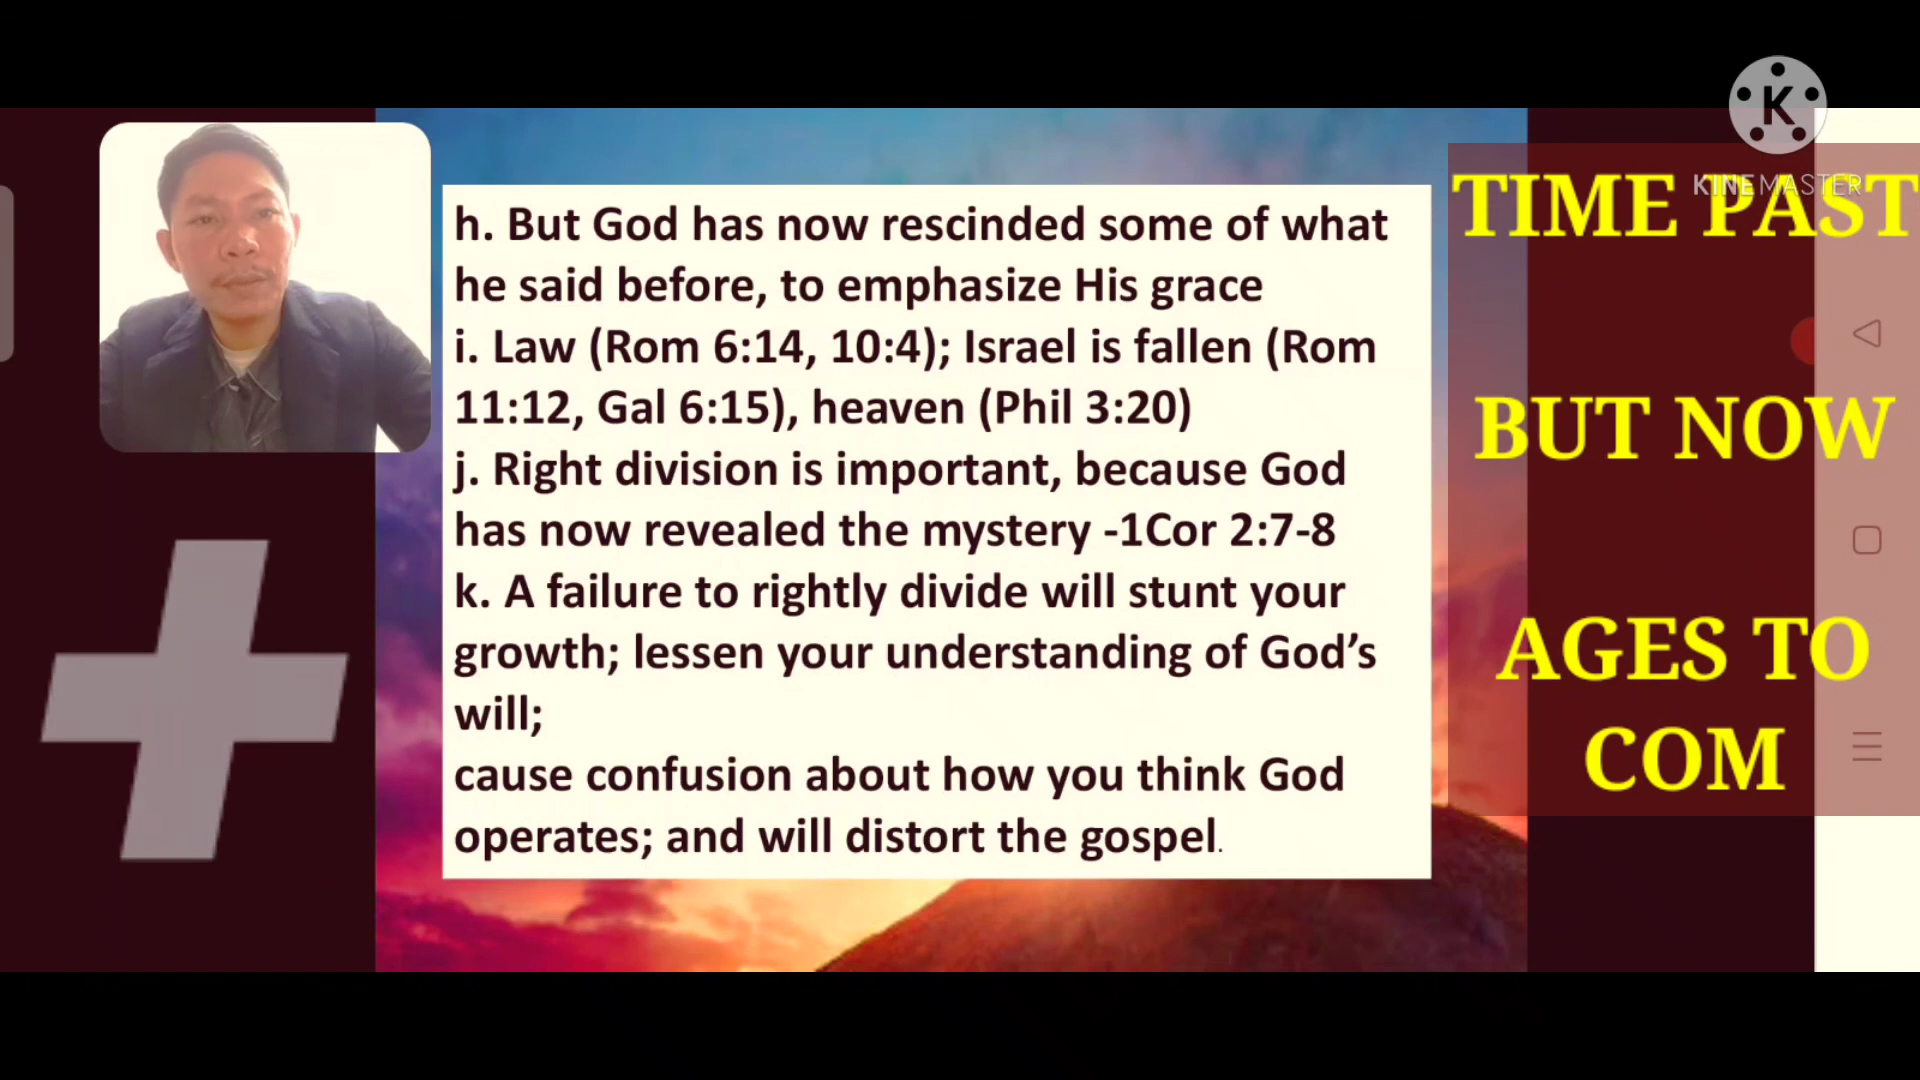 h. But God has now rescinded some of what
he said before, to emphasize His grace
i. Law (Rom 6:14, 10:4); Israel is fallen (Rom
11:12, Gal 6:15), heaven (Phil 3:20)
j. Right division is important, because God
has now revealed the mystery -1Cor 2:7-8
k. A failure to rightly divide will stunt your
growth; lessen your understanding of God's
will;
cause confusion about how you think God
operates; and will distort the gospel.
K
KINEMASTER
TIME PAST
BUT NOW
AGES TO
COM